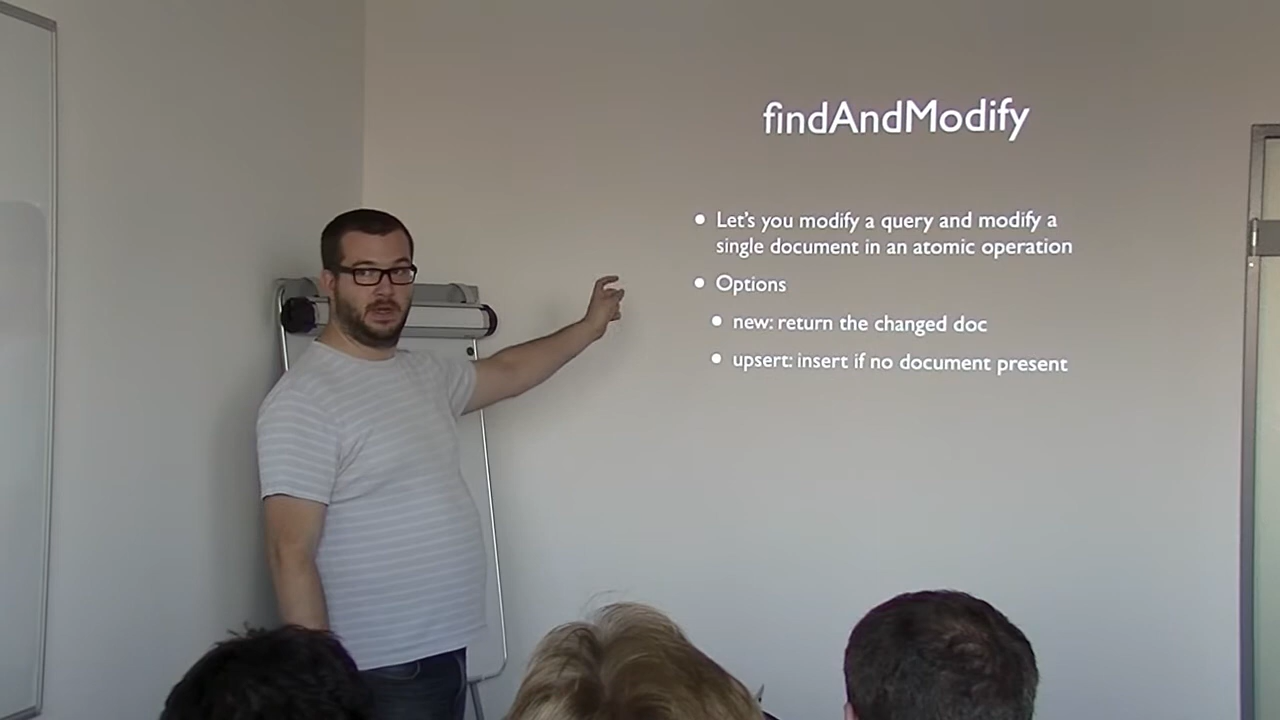 findAndModify
• Let's you modify a query and modify a
single document in an atomic operation
• Options
• new: return the changed doc
• upsert: insert if no document present